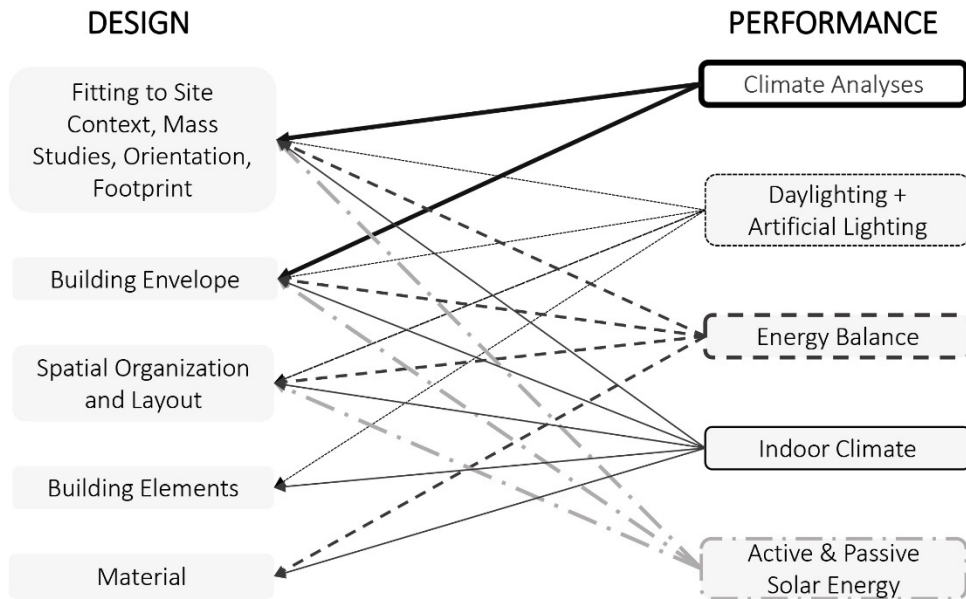 DESIGN
Fitting to Site
Context, Mass
Studies, Orientation,
Footprint
Building Envelope
Spatial Organization
and Layout
Building Elements
Material
PERFORMANCE
Climate Analyses
Daylighting +
Artificial Lighting
Energy Balance
Indoor Climate
Active & Passive
Solar Energy